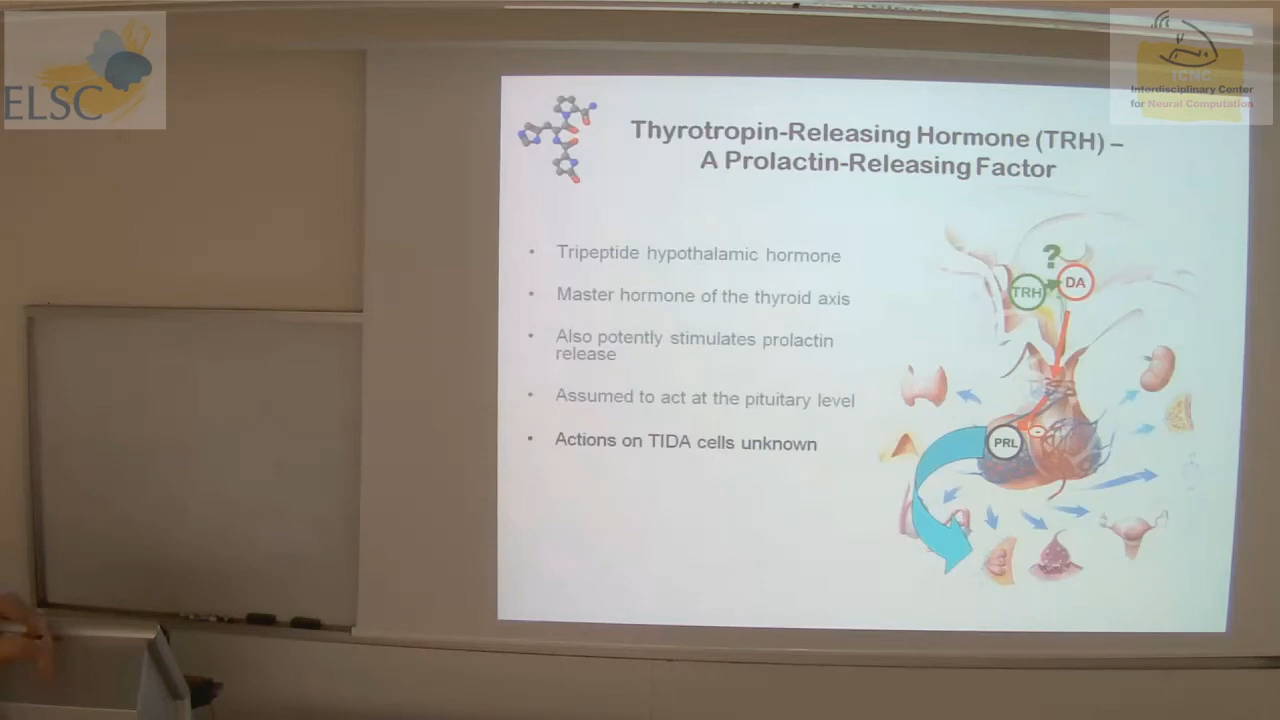 ELSC
ICNC
Interdisciplinary Center
for Neural Computation
Thyrotropin-Releasing Hormone (TRH) –
A Prolactin-Releasing Factor
• Tripeptide hypothalamic hormone
• Master hormone of the thyroid axis
• Also potently stimulates prolactin
release
• Assumed to act at the pituitary level
• Actions on TIDA cells unknown
?
TRH
DA
PRL
-